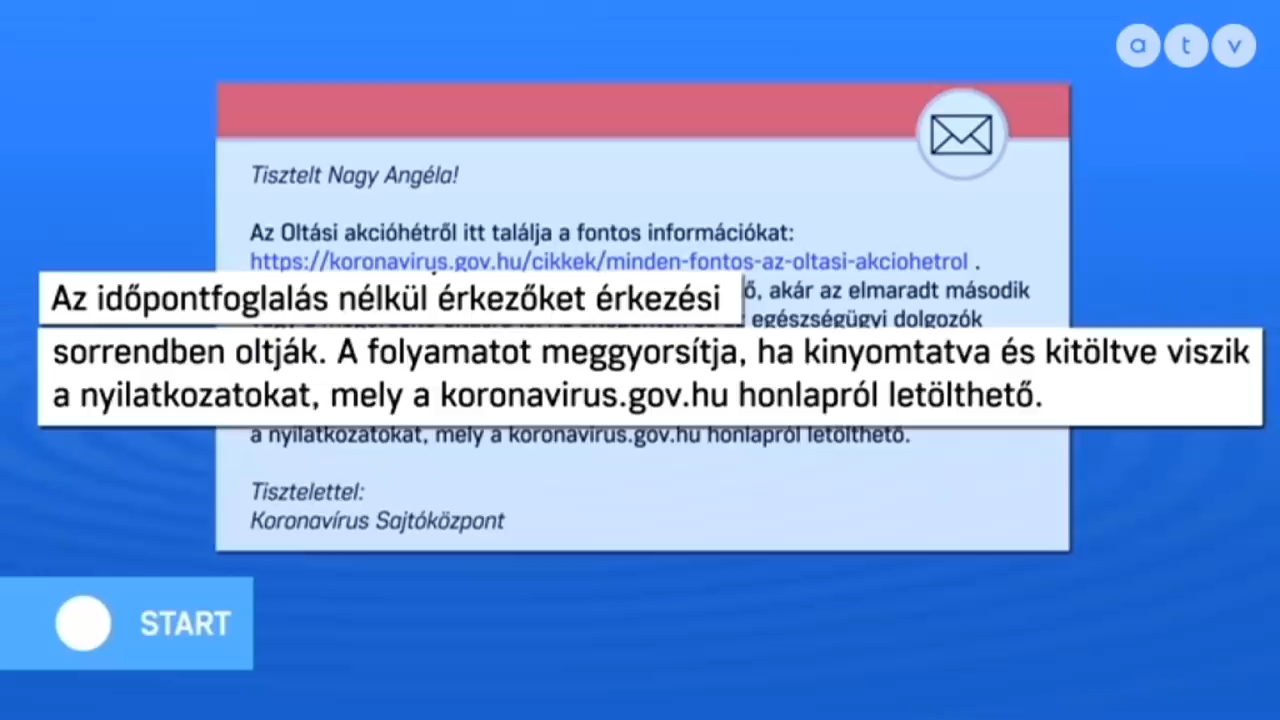 a t v
Tisztelt Nagy Angéla!
Az Oltási akcióhétről itt találja a fontos információkat:
https://koronavirus.gov.hu/cikkek/minden-fontos-az-oltasi-akciohetrol .
akár az elmaradt második
egészségügyi dolgozók
Az időpontfoglalás nélkül érkezőket érkezési
sorrendben oltják. A folyamatot meggyorsítja, ha kinyomtatva és kitöltve viszik
a nyilatkozatokat, mely a koronavirus.gov.hu honlapról letölthető.
a nyilatkozatokat, mely a koronavirus.gov.hu honlapról letölthető.
Tisztelettel:
Koronavírus Sajtóközpont
START